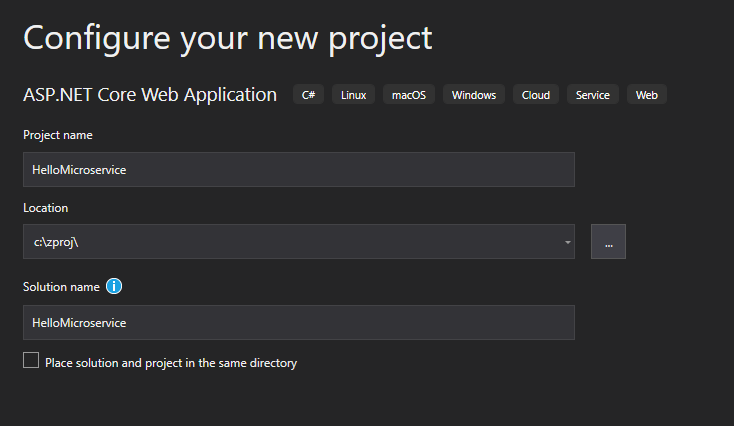 Configure your new project
ASP.NET Core Web Application C# Linux macOS Windows Cloud Service Web
Project name
HelloMicroservice
Location
c:\zproj\
...
Solution name i
HelloMicroservice
Place solution and project in the same directory